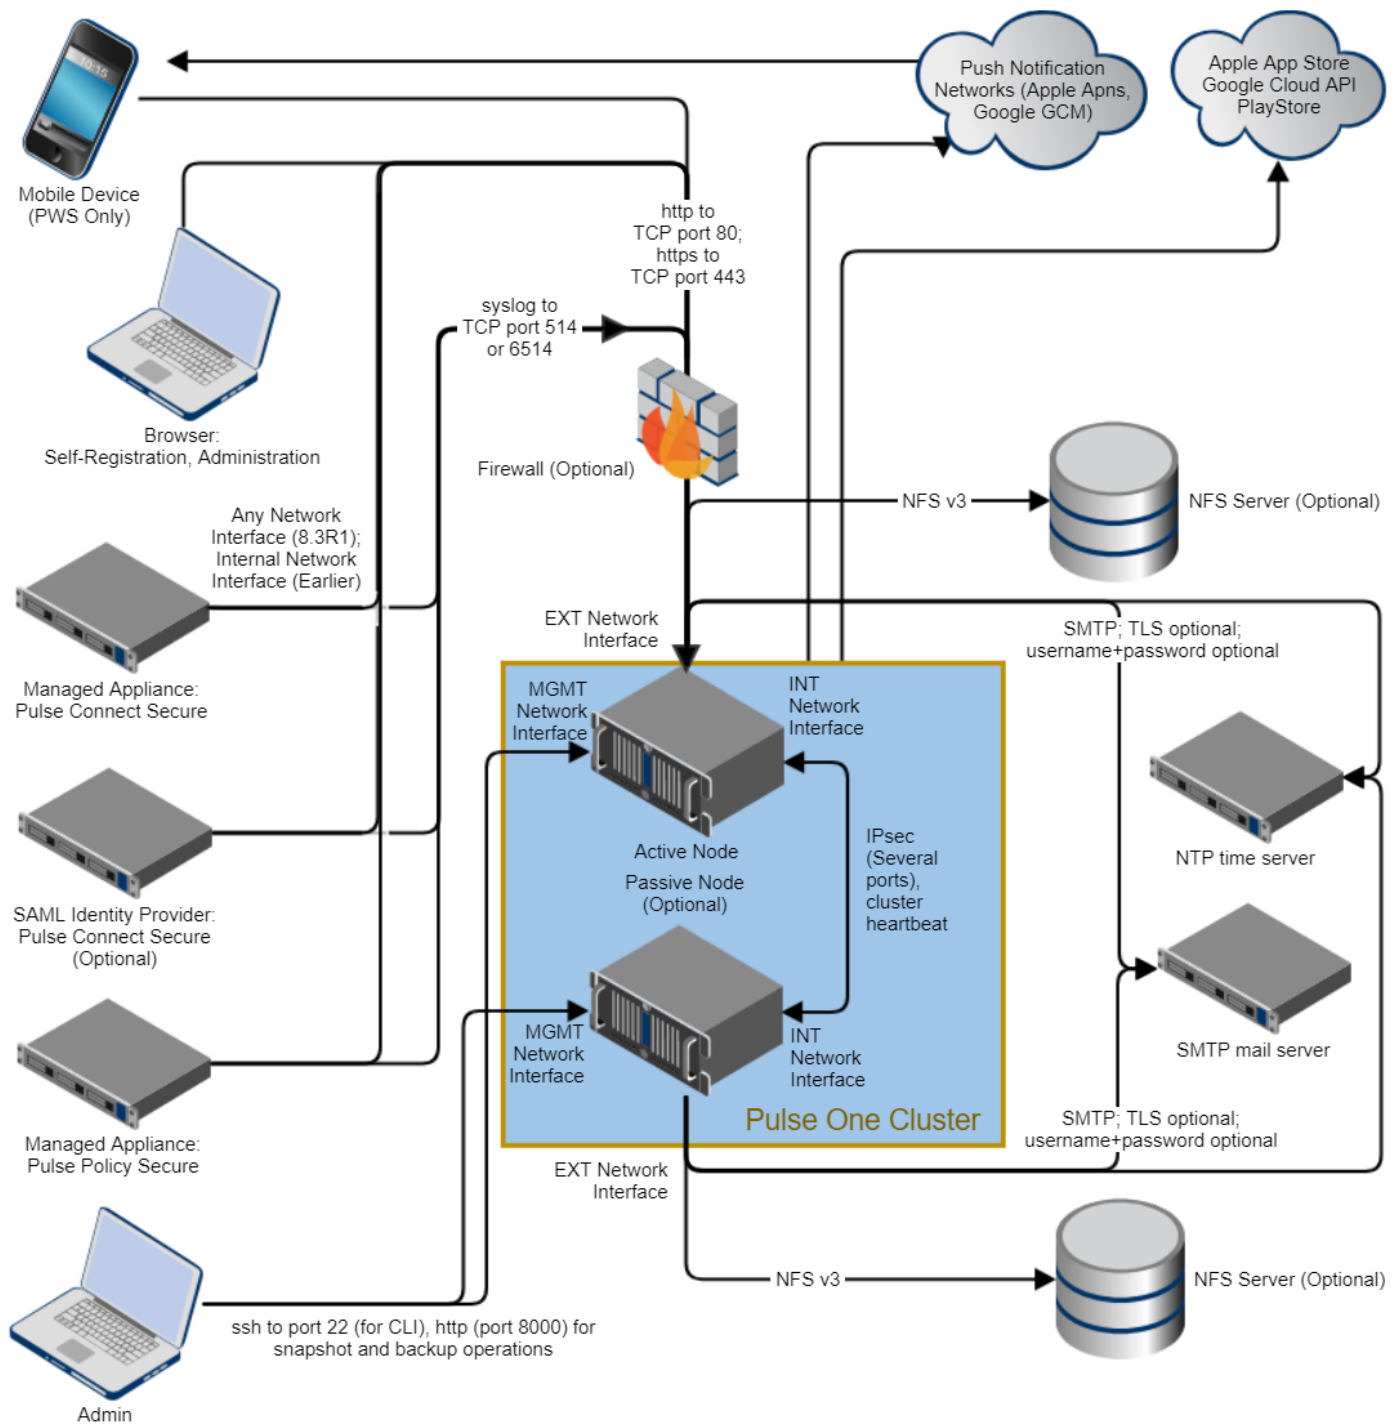 10:15
Mobile Device
(PWS Only)
Push Notification
Networks (Apple Apns,
Google GCM)
Apple App Store
Google Cloud API
PlayStore
http to
TCP port 80;
https to
TCP port 443
syslog to
TCP port 514
or 6514
Browser:
Self-Registration, Administration
Firewall (Optional)
NFS v3
NFS Server (Optional)
Any Network
Interface (8.3R1);
Internal Network
Interface (Earlier)
EXT Network
Interface
SMTP; TLS optional;
username+password optional
Managed Appliance:
Pulse Connect Secure
MGMT
Network
Interface
INT
Network
Interface
Active Node
Passive Node
(Optional)
IPsec
(Several
ports),
cluster
heartbeat
NTP time server
SAML Identity Provider:
Pulse Connect Secure
(Optional)
MGMT
Network
Interface
INT
Network
Interface
SMTP mail server
Pulse One Cluster
SMTP; TLS optional;
username+password optional
Managed Appliance:
Pulse Policy Secure
EXT Network
Interface
NFS v3
NFS Server (Optional)
ssh to port 22 (for CLI), http (port 8000) for
snapshot and backup operations
Admin